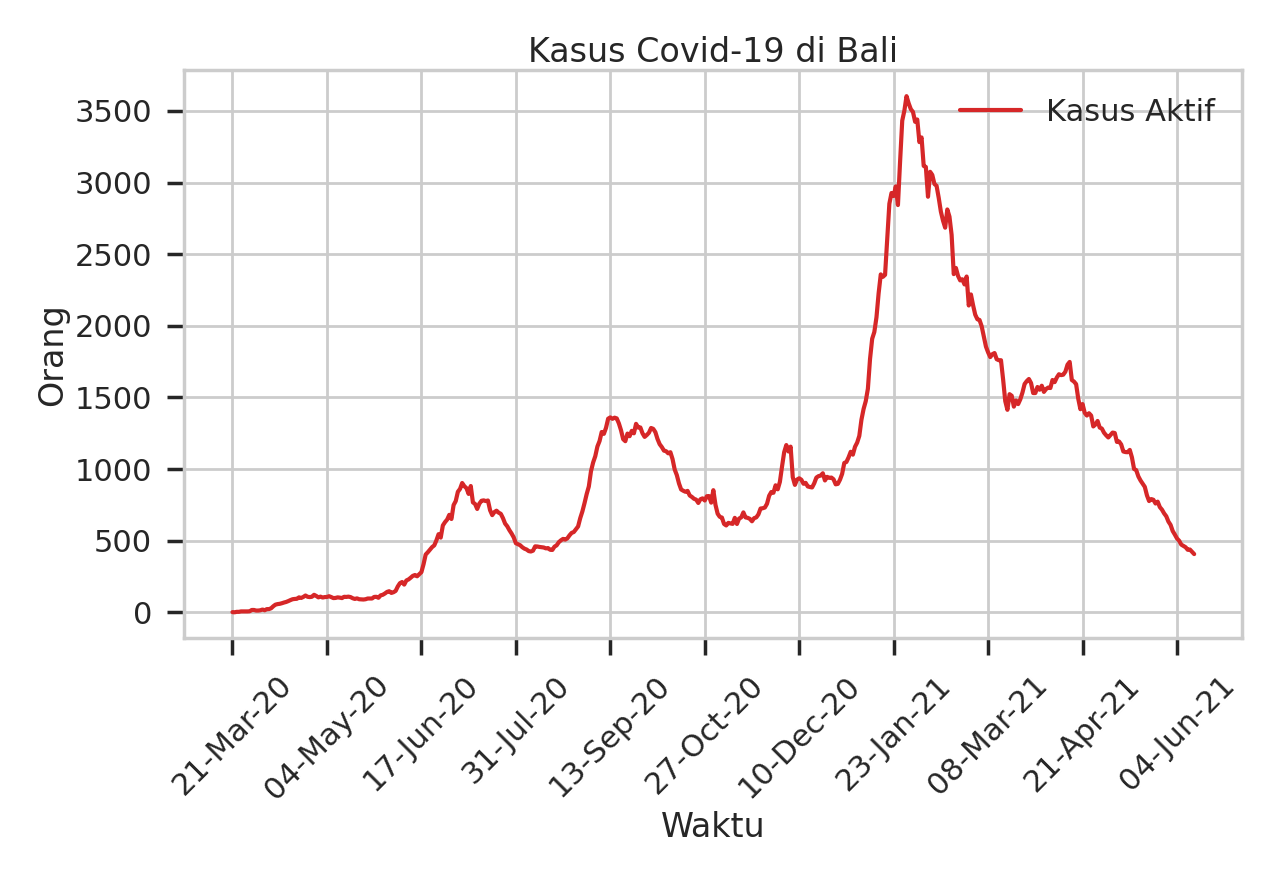 Kasus Covid-19 di Bali
Kasus Aktif
3500
3000
2500
2000
1500
1000
500
0
Orang
21-Mar-20
04-May-20
17-Jun-20
31-Jul-20
13-Sep-20
27-Oct-20
10-Dec-20
23-Jan-21
08-Mar-21
21-Apr-21
04-Jun-21
Waktu